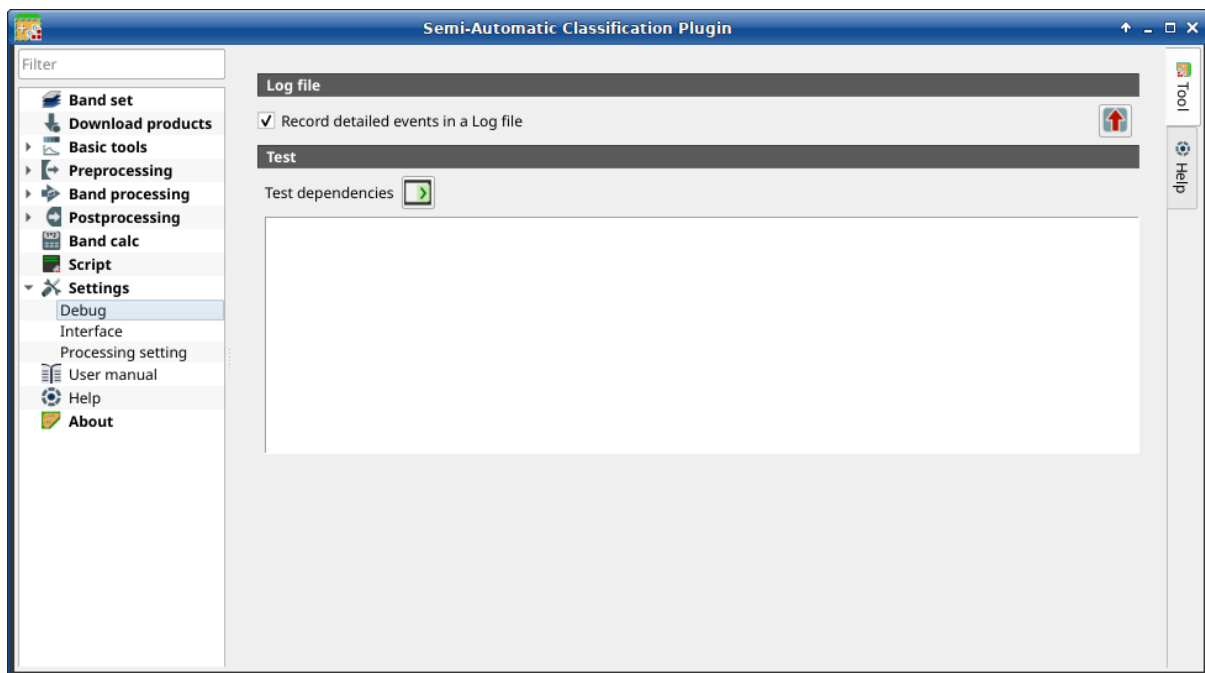 Semi-Automatic Classification Plugin
Filter
Band set
Download products
Basic tools
Preprocessing
Band processing
Postprocessing
Band calc
Script
Settings
Debug
Interface
Processing setting
User manual
Help
About
Log file
Record detailed events in a Log file
Test
Test dependencies
Tool
Help